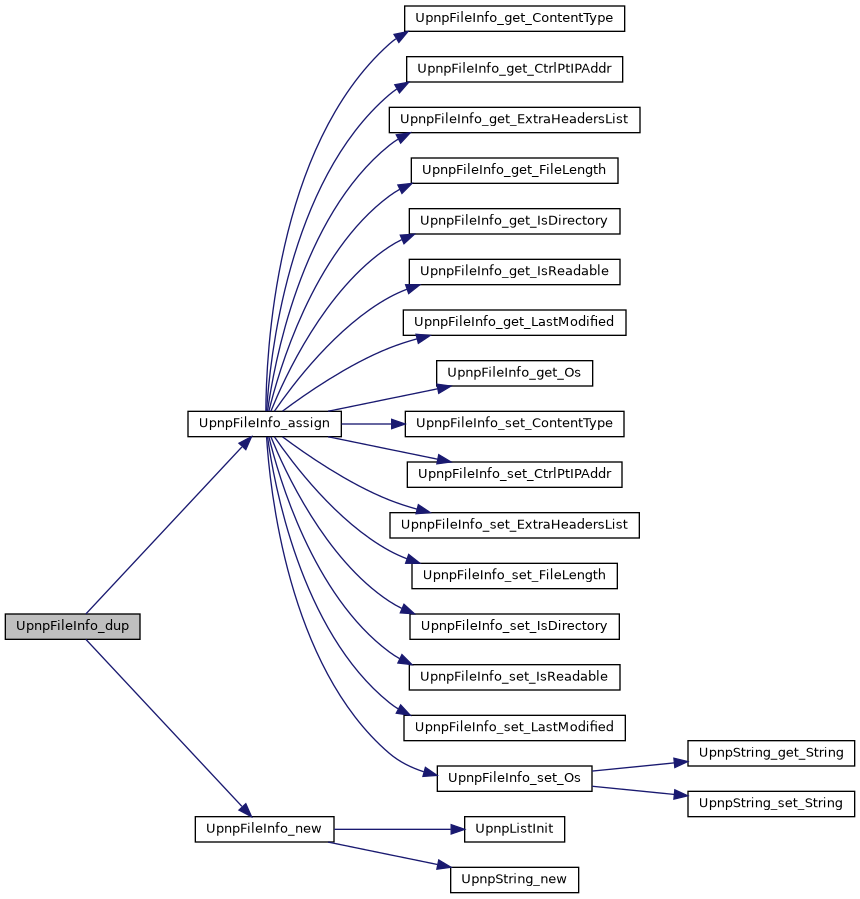 UpnpFileInfo_get_ContentType
UpnpFileInfo_get_CtrlPtIPAddr
UpnpFileInfo_get_ExtraHeadersList
UpnpFileInfo_get_FileLength
UpnpFileInfo_get_IsDirectory
UpnpFileInfo_get_IsReadable
UpnpFileInfo_get_LastModified
UpnpFileInfo_get_Os
UpnpFileInfo_assign
UpnpFileInfo_set_ContentType
UpnpFileInfo_set_CtrlPtIPAddr
UpnpFileInfo_set_ExtraHeadersList
UpnpFileInfo_set_FileLength
UpnpFileInfo_dup
UpnpFileInfo_set_IsDirectory
UpnpFileInfo_set_IsReadable
UpnpFileInfo_set_LastModified
UpnpString_get_String
UpnpFileInfo_set_Os
UpnpString_set_String
UpnpFileInfo_new
UpnpListInit
UpnpString_new